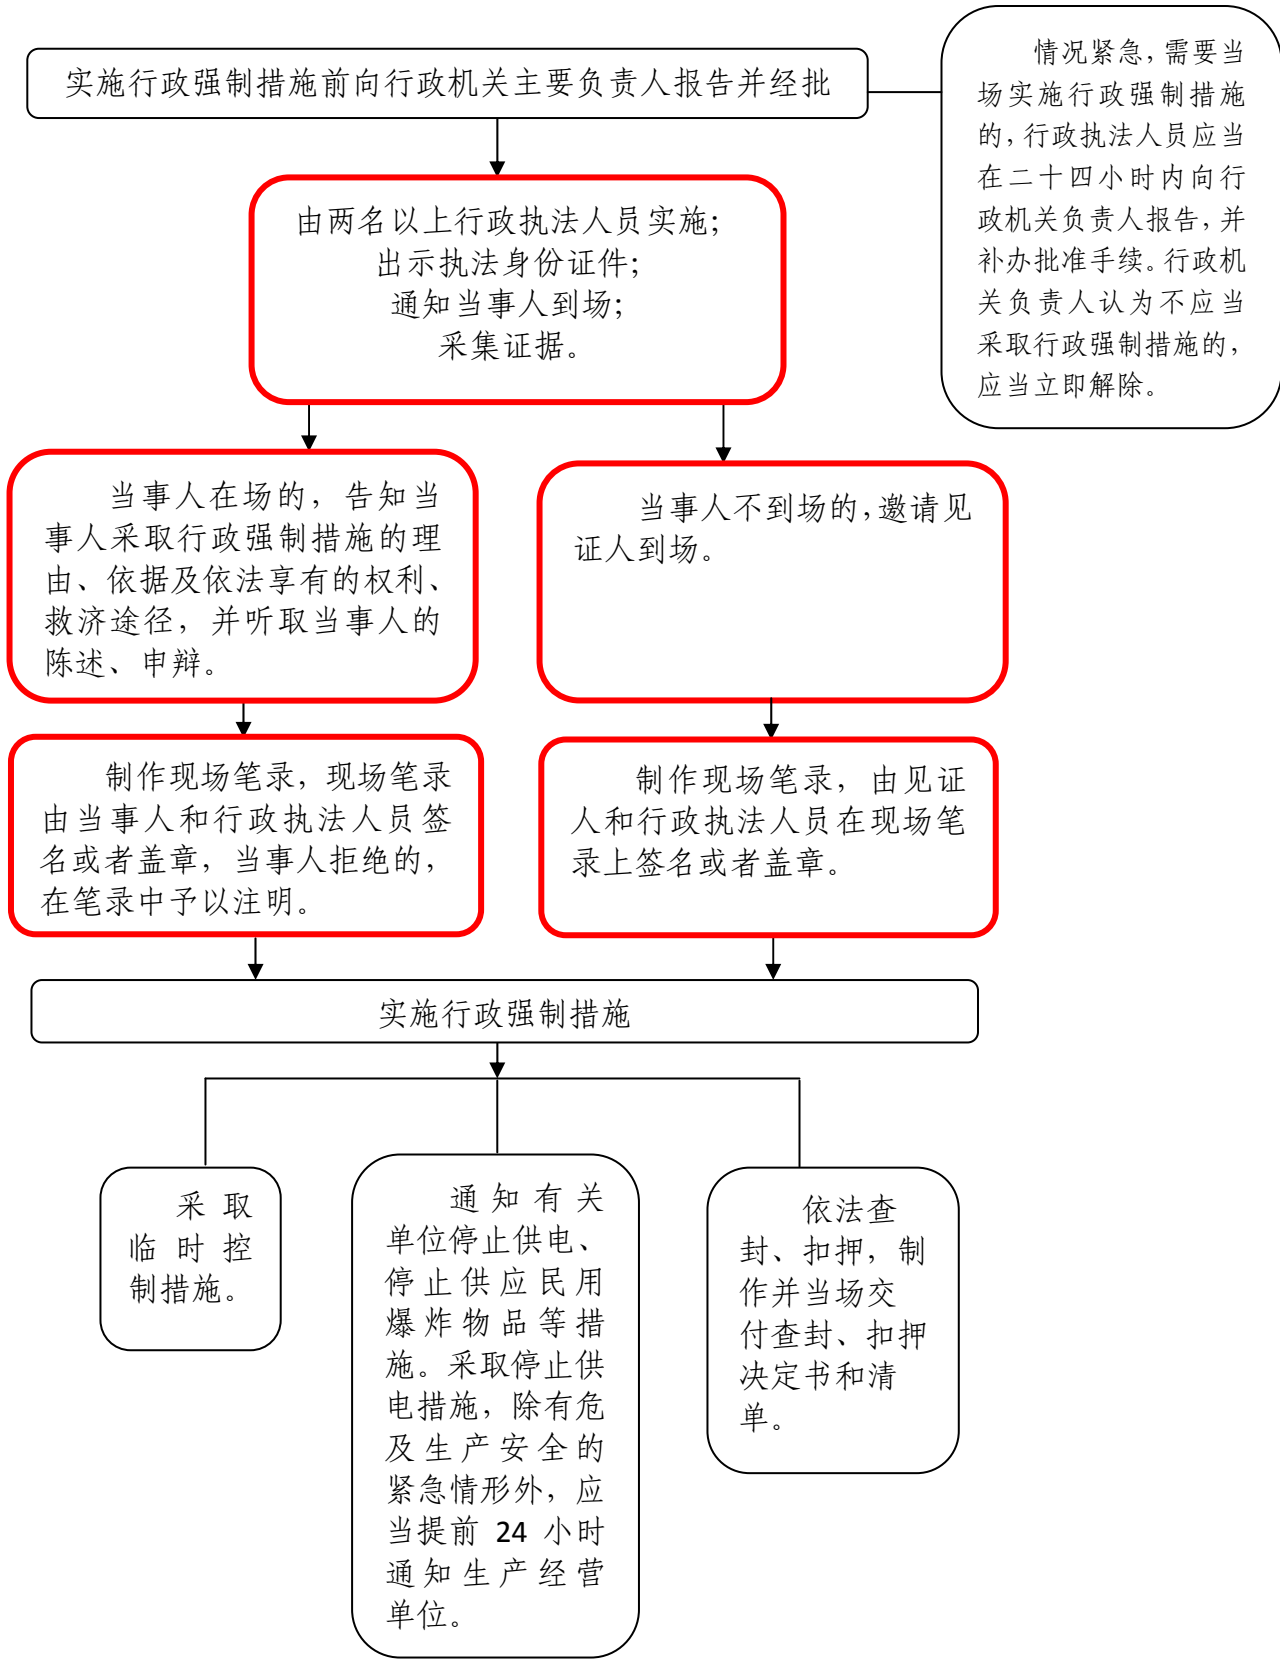 实施行政强制措施前向行政机关主要负责人报告并经批
情况紧急，需要当
场实施行政强制措施
的，行政执法人员应当
在二十四小时内向行
政机关负责人报告，并
补办批准手续。行政机
关负责人认为不应当
采取行政强制措施的，
应当立即解除。
由两名以上行政执法人员实施；
出示执法身份证件；
通知当事人到场；
采集证据。
当事人在场的，告知当
事人采取行政强制措施的理
由、依据及依法享有的权利、
救济途径，并听取当事人的
陈述、申辩。
当事人不到场的，邀请见
证人到场。
制作现场笔录，现场笔录
由当事人和行政执法人员签
名或者盖章，当事人拒绝的，
在笔录中予以注明。
制作现场笔录，由见证
人和行政执法人员在现场笔
录上签名或者盖章。
实施行政强制措施
采取
临时控
制措施。
通知有关
单位停止供电、
停止供应民用
爆炸物品等措
施。采取停止供
电措施，除有危
及生产安全的
紧急情形外，应
当提前 24 小时
通知生产经营
单位。
依法查
封、扣押，制
作并当场交
付查封、扣押
决定书和清
单。